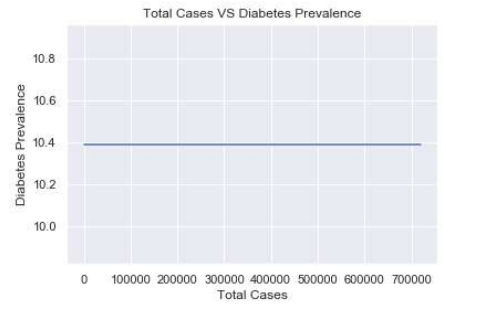 Total Cases VS Diabetes Prevalence
10.8
10.6
10.4
10.2
10.0
Diabetes Prevalence
0 100000 200000 300000 400000 500000 600000 700000
Total Cases